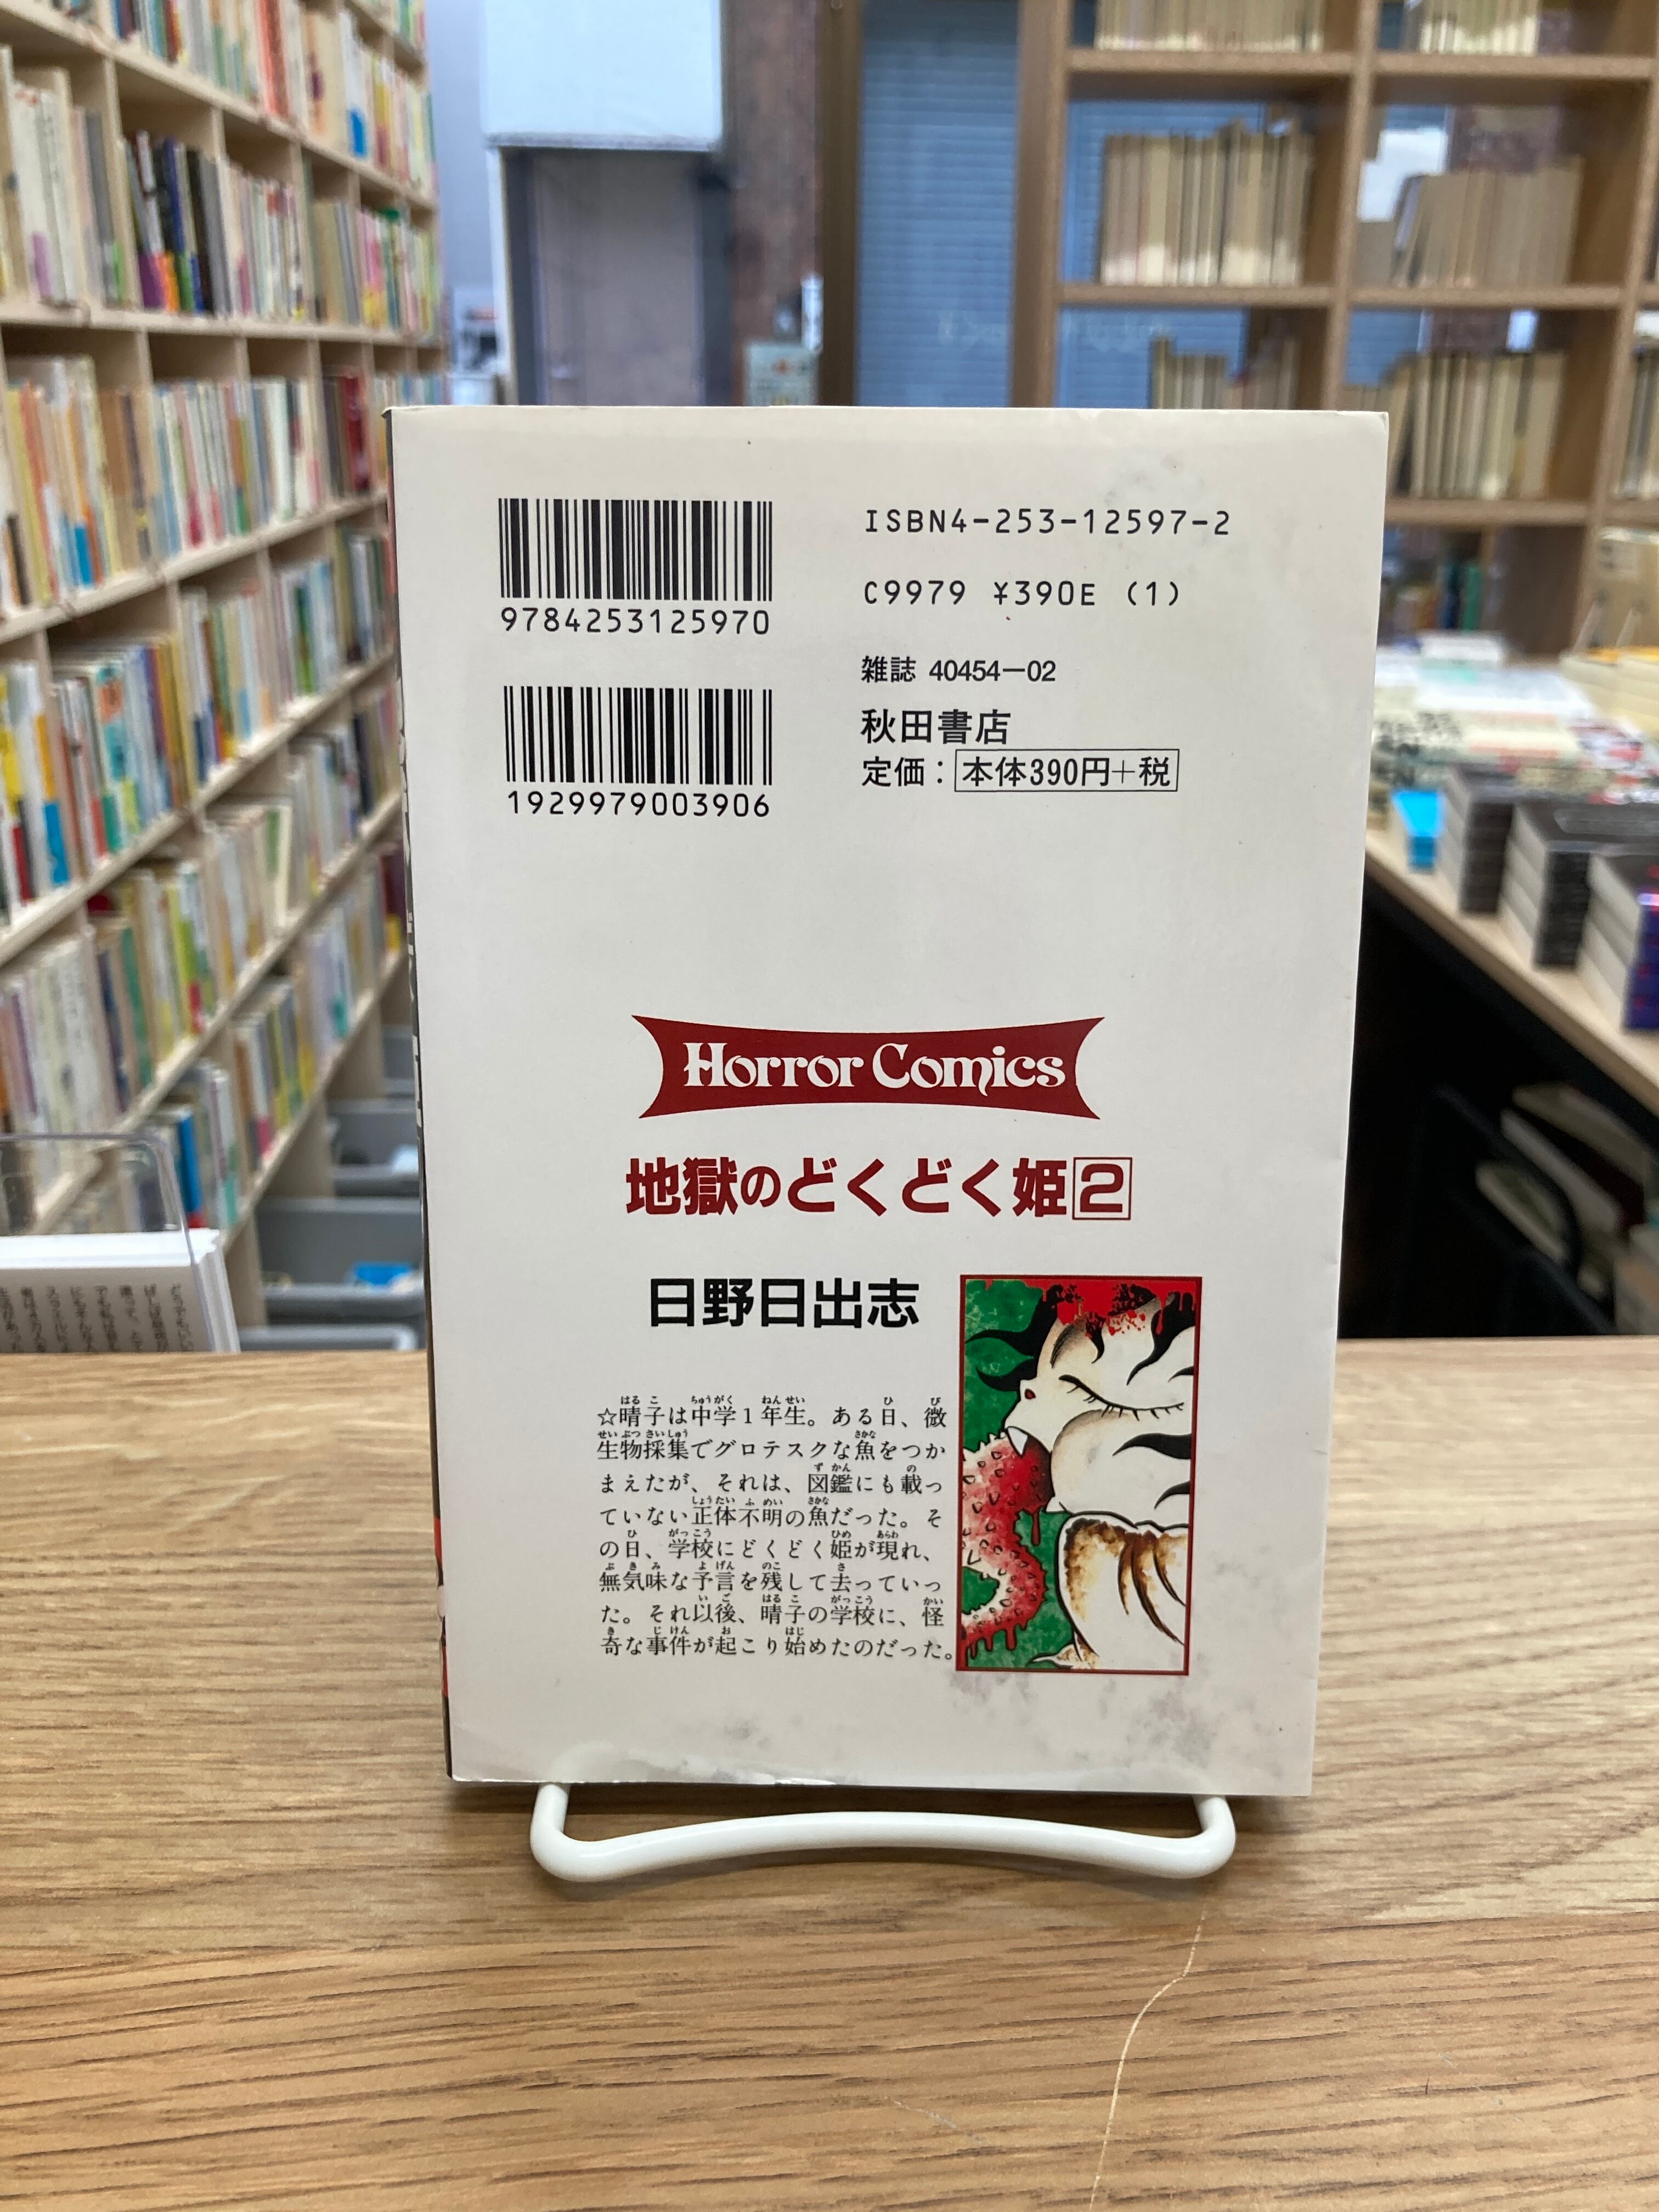 9784253125970
1929979003906
ISBN4-253-12597-2
C9979 ¥390E (1)
雑誌 40454-02
秋田書店
定価:本体390円+税
Horror Comics
地獄のどくどく姫2
日野日出志
☆晴子は中学1年生。ある日、微
生物採集でグロテスクな魚をつか
まえたが、それは、図鑑にも載っ
ていない正体不明の魚だった。そ
の日、学校にどくどく姫が現れ、
無気味な予言を残して去っていっ
た。それ以後、晴子の学校に、怪
奇な事件が起こり始めたのだった。